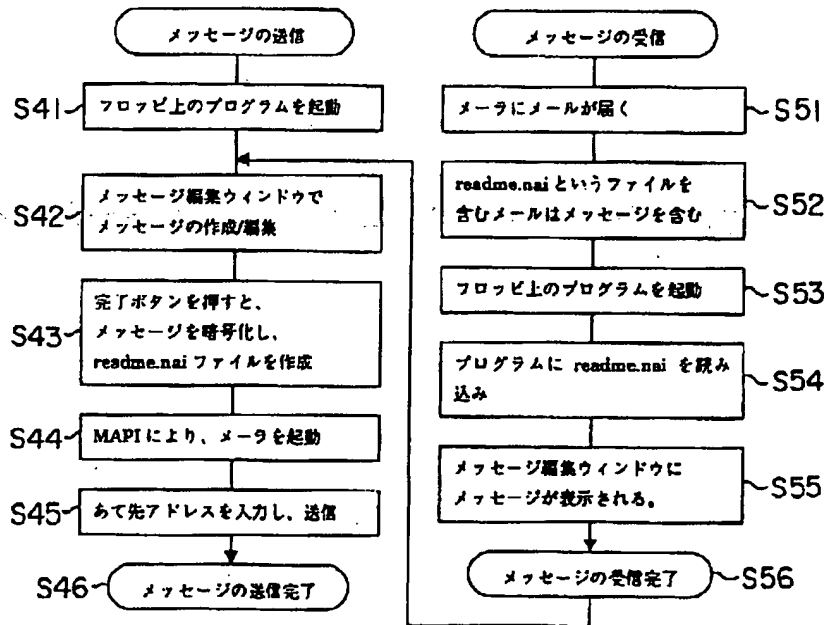 メッセージの送信
S41
フロッピ上のプログラムを起動
S42
メッセージ編集ウィンドウで
メッセージの作成/編集
S43
完了ボタンを押すと、
メッセージを暗号化し、
readme.naiファイルを作成
S44
MAPIにより、メーラを起動
S45
あて先アドレスを入力し、送信
S46
メッセージの送信完了
メッセージの受信
メーラにメールが届く
S51
readme.naiというファイルを
含むメールはメッセージを含む
S52
フロッピ上のプログラムを起動
S53
プログラムに readme.nai を読み
込み
S54
メッセージ編集ウィンドウに
メッセージが表示される。
S55
メッセージの受信完了
S56